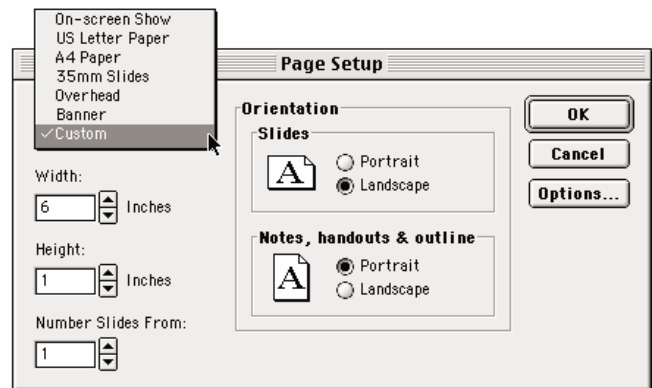 On-screen Show
US Letter Paper
A4 Paper
35mm Slides
Overhead
Banner
✓Custom
Page Setup
Width:
6 Inches
Height:
1 Inches
Number Slides From:
1
Orientation
Slides
A
Portrait
Landscape
Notes, handouts & outline
A
Portrait
Landscape
OK
Cancel
Options...